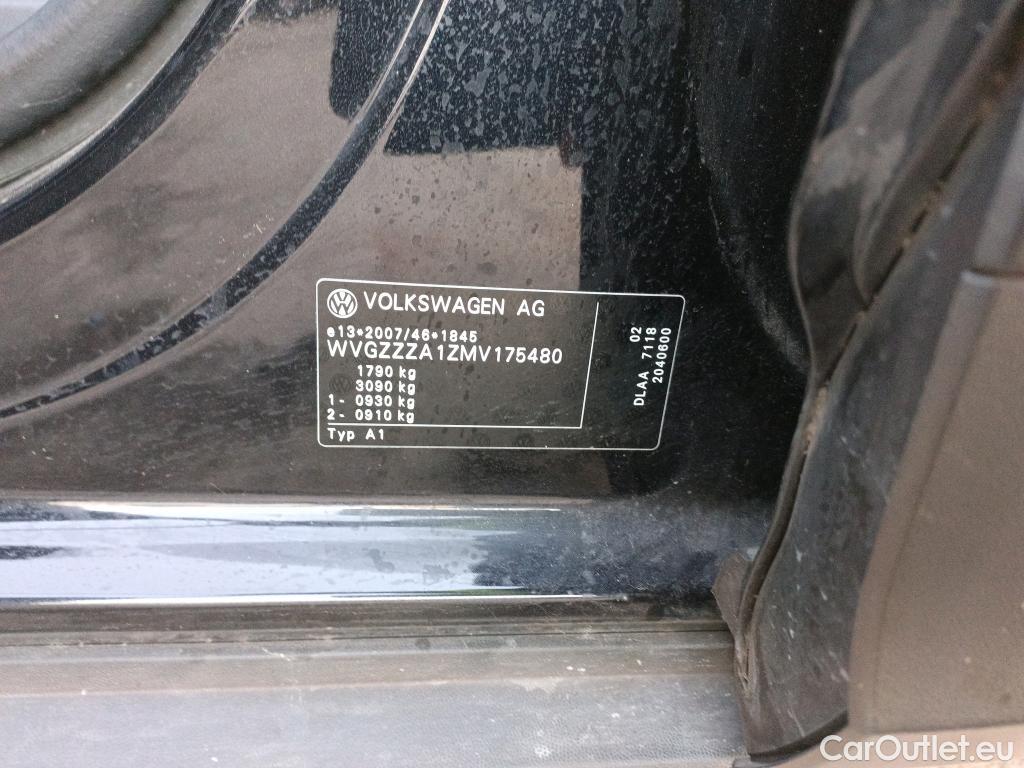 VOLKSWAGEN AG
e13*2007/46*1845
WVGZZZA1ZMV175480
1790 kg
3090 kg
1- 0930 kg
2- 0910 kg
Typ A1
02
DLAA 7118
2040600
CarOutlet.eu